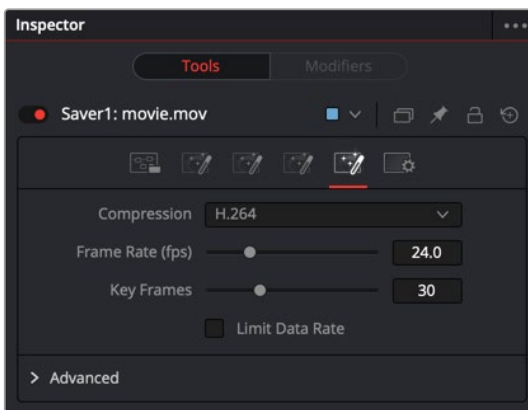 Inspector
Tools Modifiers
Saver1: movie.mov
Compression H.264
Frame Rate (fps) 24.0
Key Frames 30
Limit Data Rate
Advanced